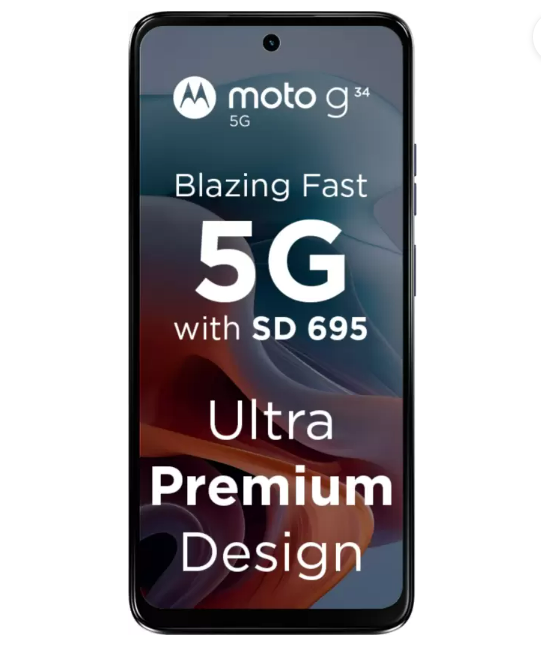 moto g 34
5G
Blazing Fast
5G
with SD 695
Ultra
Premium
Design